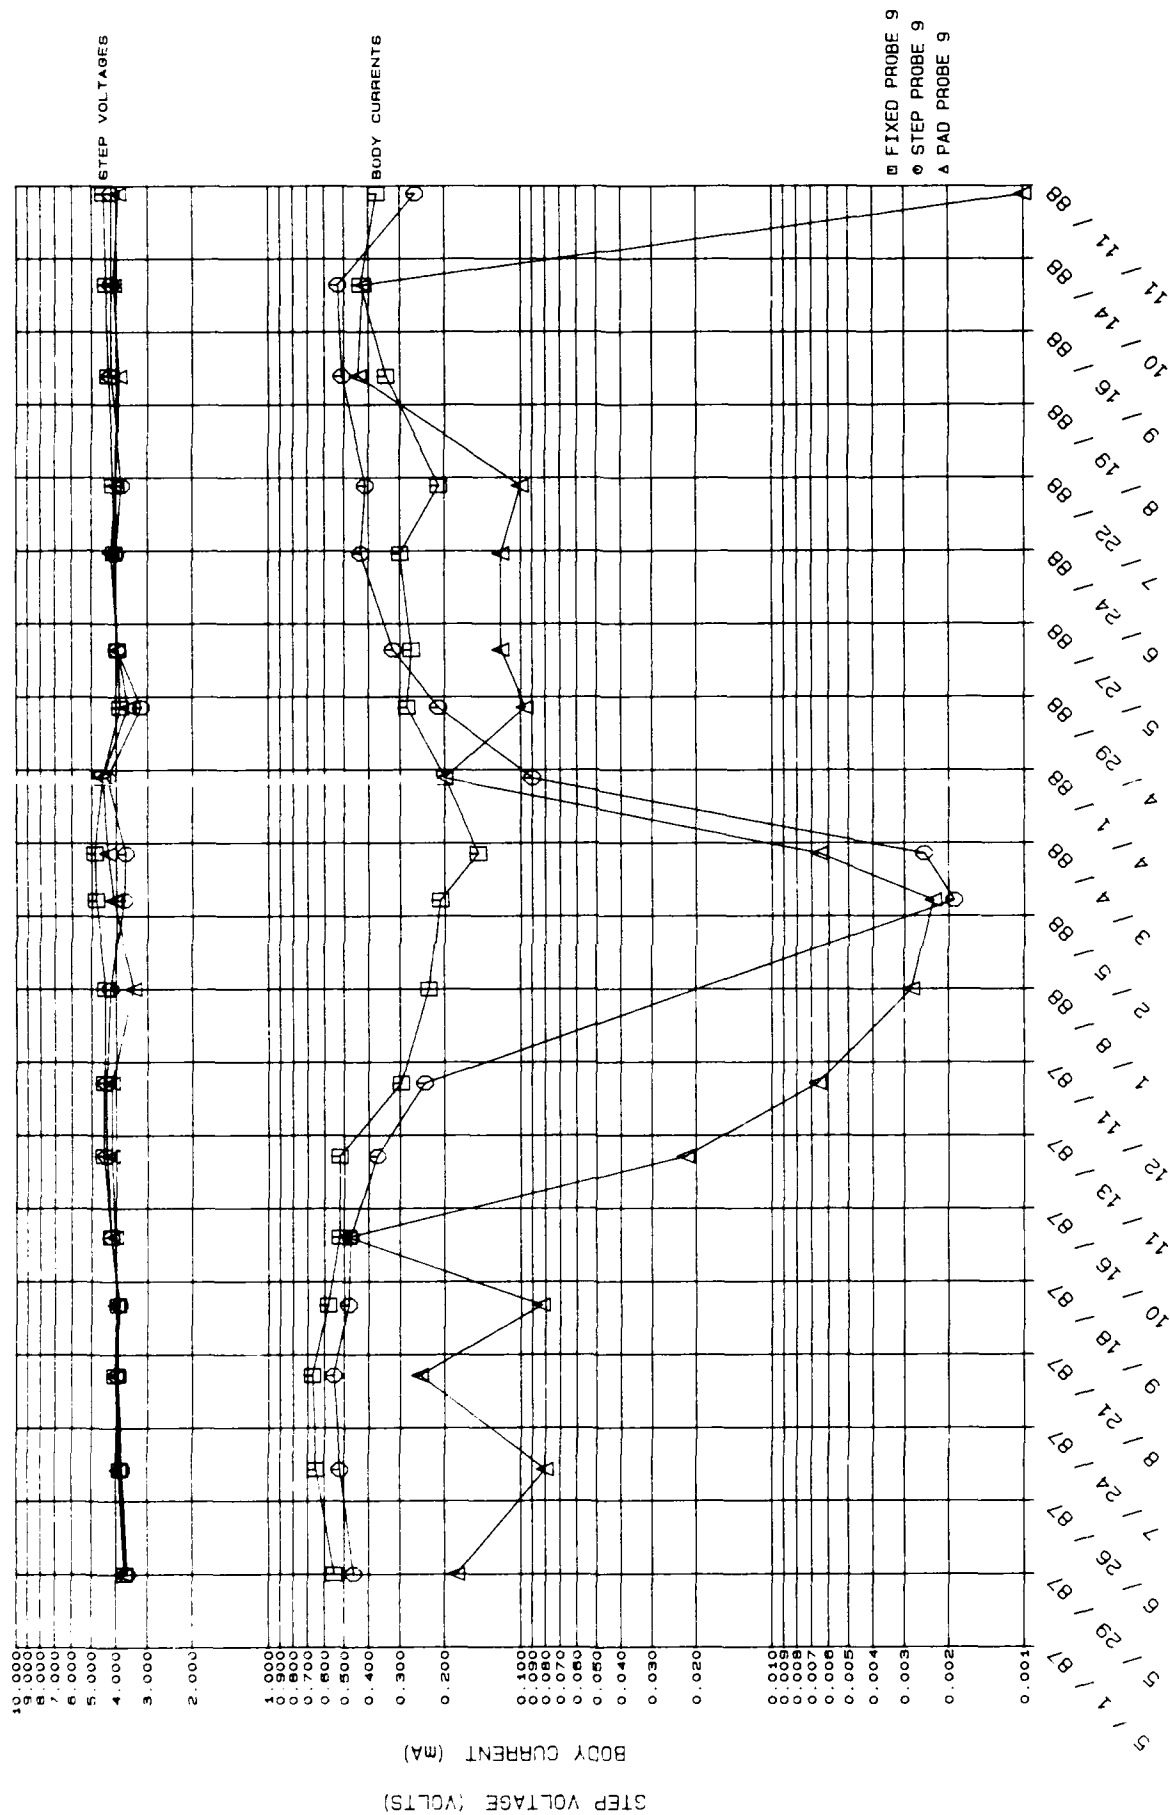 STEP VOLTAGES
BODY CURRENTS
FIXED PROBE 9
STEP PROBE 9
PAD PROBE 9
STEP VOLTAGE (VOLTS)
BODY CURRENT (mA)
10.000
9.000
8.000
7.000
6.000
5.000
4.000
3.000
2.000
1.000
0.900
0.800
0.700
0.600
0.500
0.400
0.300
0.200
0.100
0.090
0.080
0.070
0.060
0.050
0.040
0.030
0.020
0.010
0.009
0.008
0.007
0.006
0.005
0.004
0.003
0.002
0.001
5 / 1 / 87
5 / 29 / 87
6 / 26 / 87
7 / 24 / 87
8 / 21 / 87
9 / 18 / 87
10 / 16 / 87
11 / 13 / 87
12 / 11 / 87
1 / 8 / 88
2 / 5 / 88
3 / 4 / 88
4 / 1 / 88
4 / 29 / 88
5 / 27 / 88
6 / 24 / 88
7 / 22 / 88
8 / 19 / 88
9 / 16 / 88
10 / 14 / 88
11 / 11 / 88